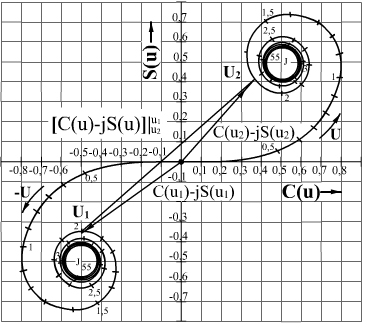 0,7
0,6
0,5
0,4
0,3
0,2
0,1
S(u)
1,5
2,5
55 J
2
1
U₂
[C(u)-jS(u)]|ᵤ₂ᵘ¹
C(u₂)-jS(u₂)
U
0,5
-0,8 -0,7 -0,6 -0,5 -0,4 -0,3 -0,2 -0,1
0,1 0,2 0,3 0,4 0,5 0,6 0,7 0,8
0,5
-U
C(u₁)-jS(u₁)
C(u)
U₁
-0,1
-0,2
-0,3
-0,4
-0,5
-0,6
-0,7
2
1
J 55
2,5
1,5